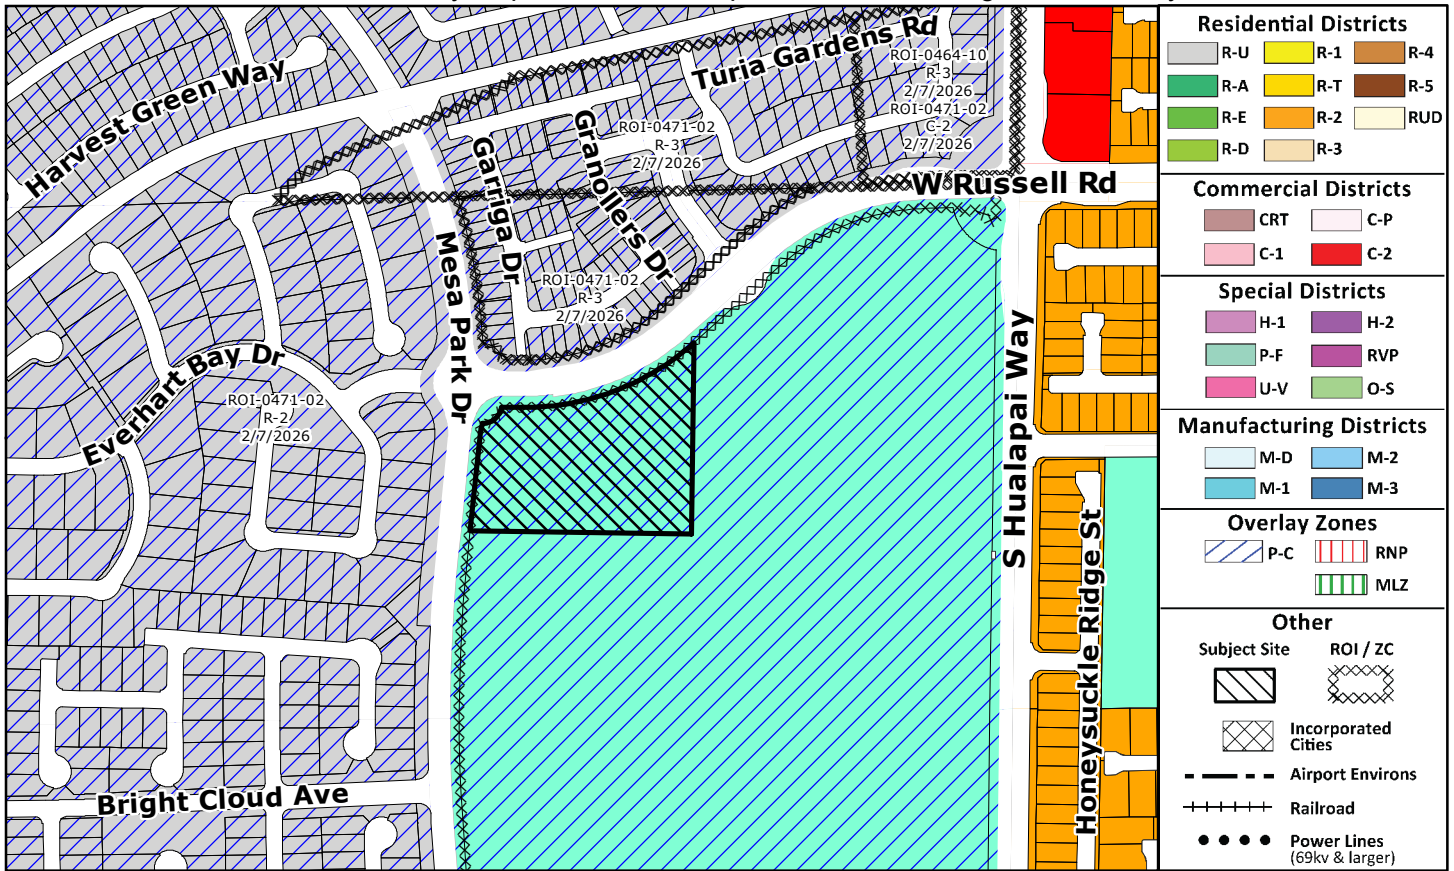 Harvest Green Way
Turia Gardens Rd
ROI-0464-10
R-3
2/7/2026
ROI-0471-02
C-2
2/7/2026
ROI-0471-02
R-3
2/7/2026
Garriga Dr
Granollers Dr
W Russell Rd
Mesa Park Dr
ROI-0471-02
R-3
2/7/2026
Everhart Bay Dr
ROI-0471-02
R-2
2/7/2026
S Hualapai Way
Honeysuckle Ridge St
Bright Cloud Ave
Residential Districts
R-U
R-1
R-4
R-A
R-T
R-5
R-E
R-2
RUD
R-D
R-3
Commercial Districts
CRT
C-P
C-1
C-2
Special Districts
H-1
H-2
P-F
RVP
U-V
O-S
Manufacturing Districts
M-D
M-2
M-1
M-3
Overlay Zones
P-C
RNP
MLZ
Other
Subject Site
ROI / ZC
Incorporated
Cities
Airport Environs
Railroad
Power Lines
(69kv & larger)